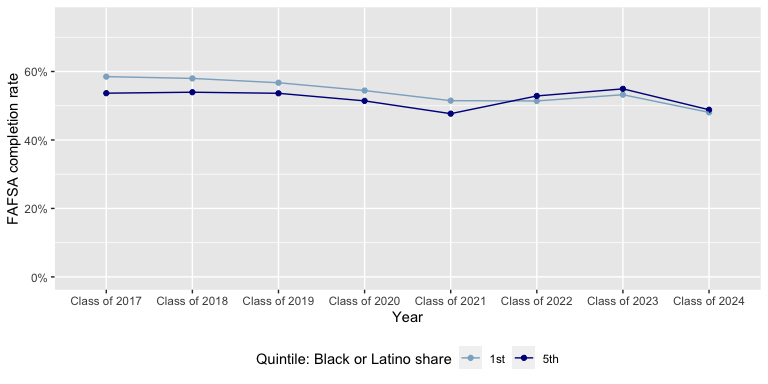 FAFSA completion rate
60%
40%
20%
0%
Class of 2017 Class of 2018 Class of 2019 Class of 2020 Class of 2021 Class of 2022 Class of 2023 Class of 2024
Year
Quintile: Black or Latino share 1st 5th